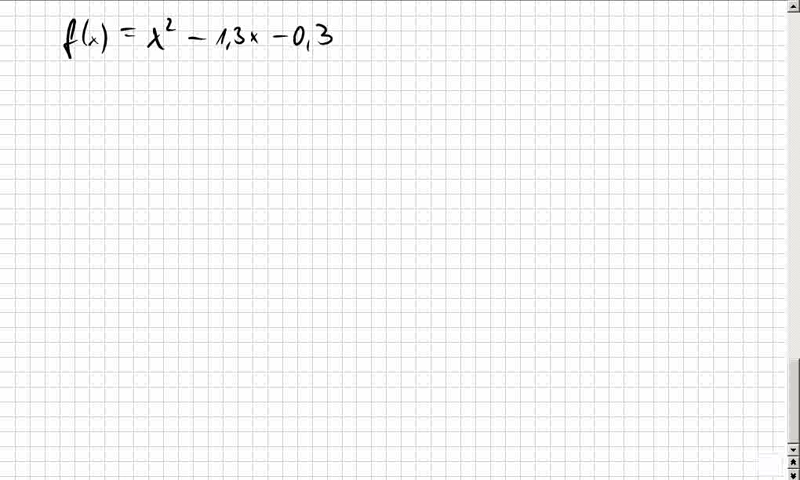 f(x) = x² - 1,3x - 0,3